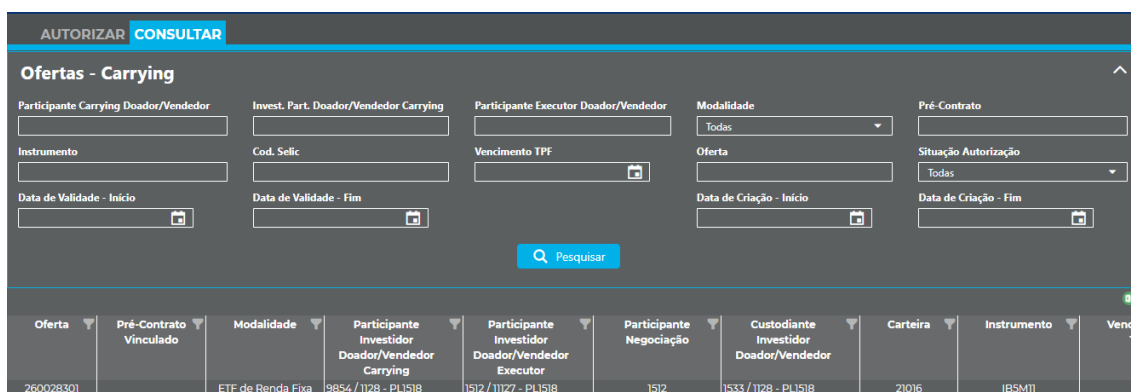 AUTORIZAR CONSULTAR
Ofertas - Carrying
Participante Carrying Doador/Vendedor Invest. Part. Doador/Vendedor Carrying Participante Executor Doador/Vendedor Modalidade Pré-Contrato
Todas
Instrumento Cod. Selic Vencimento TPF Oferta Situação Autorização
Todas
Data de Validade - Início Data de Validade - Fim Data de Criação - Início Data de Criação - Fim
Pesquisar
Oferta Pré-Contrato Vinculado Modalidade Participante Investidor Doador/Vendedor Carrying Participante Investidor Doador/Vendedor Executor Participante Negociação Custodiante Investidor Doador/Vendedor Carteira Instrumento
260028301 ETF de Renda Fixa 9854 / 1128 - PL1518 1512 / 11127 - PL1518 1512 1533 / 1128 - PL1518 21016 IB5M11